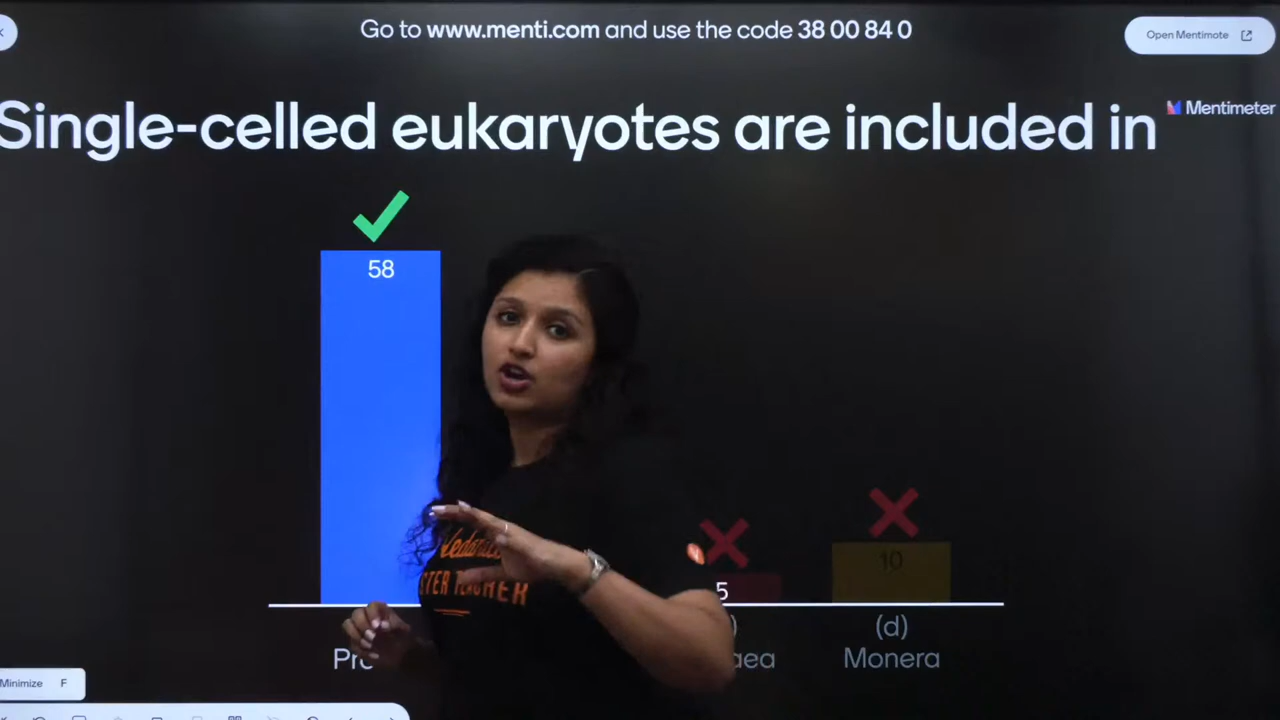 Go to www.menti.com and use the code 38 00 84 0
Open Mentimote
Single-celled eukaryotes are included in
Mentimeter
58
5
10
(d)
Monera
Minimize F